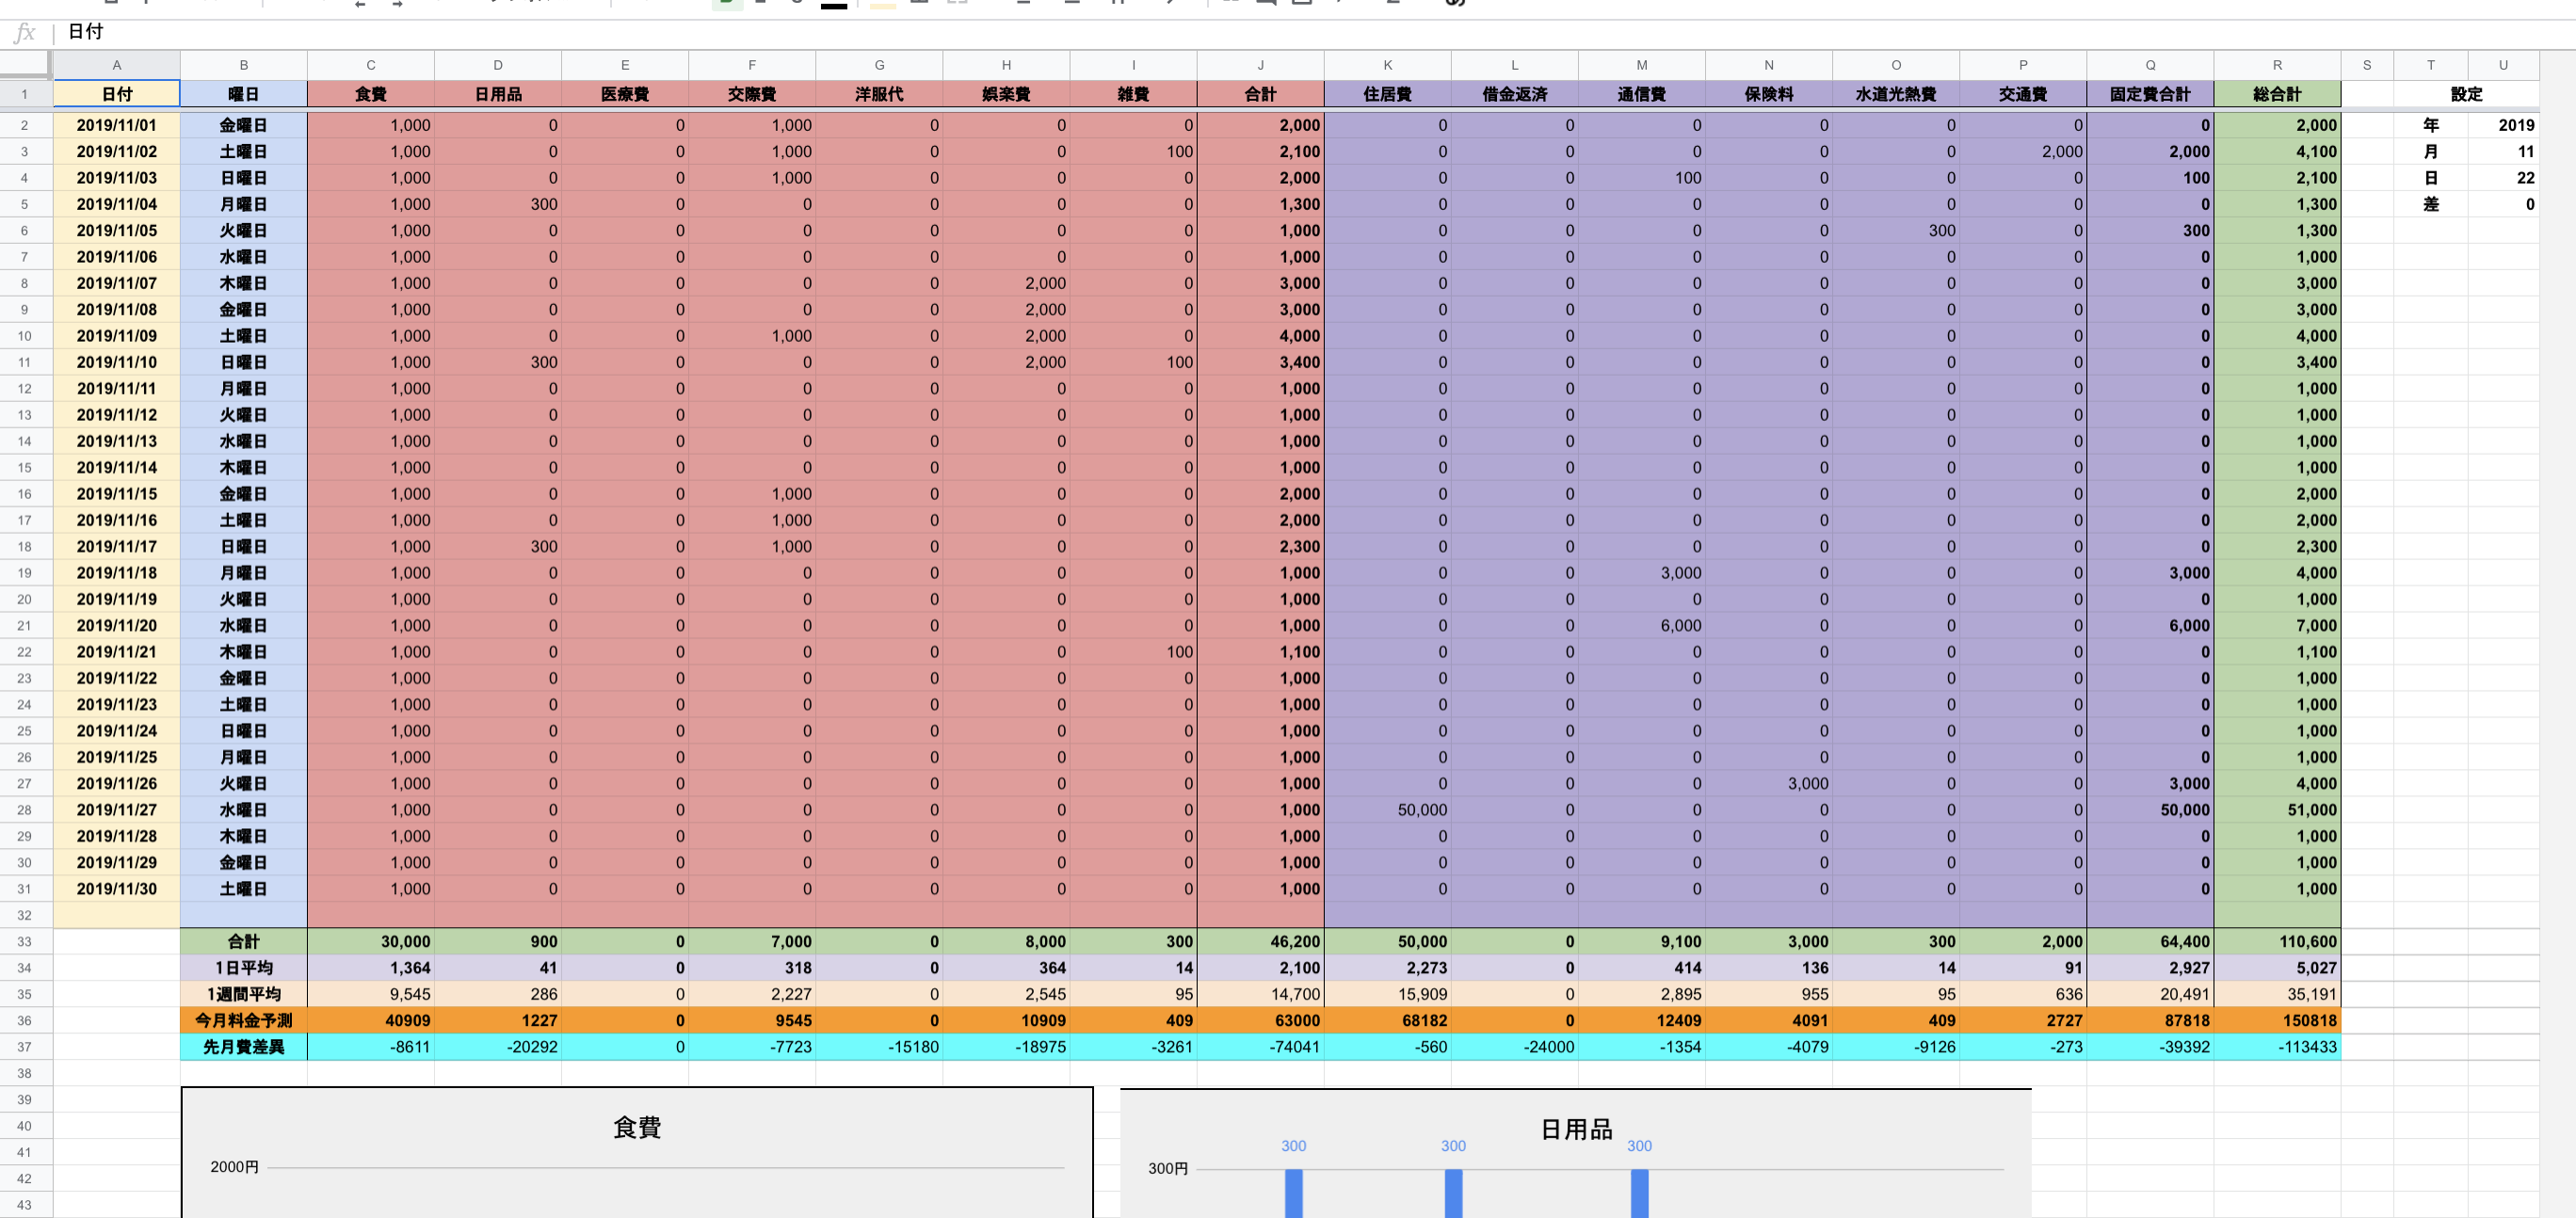 fx 日付
A B C D E F G H I J K L M N O P Q R S T U
1 日付 曜日 食費 日用品 医療費 交際費 洋服代 娯楽費 雑費 合計 住居費 借金返済 通信費 保険料 水道光熱費 交通費 固定費合計 総合計 設定
2 2019/11/01 金曜日 1,000 0 0 1,000 0 0 0 2,000 0 0 0 0 0 0 0 2,000 年 2019
3 2019/11/02 土曜日 1,000 0 0 1,000 0 0 100 2,100 0 0 0 0 0 2,000 2,000 4,100 月 11
4 2019/11/03 日曜日 1,000 0 0 1,000 0 0 0 2,000 0 0 100 0 0 0 100 2,100 日 22
5 2019/11/04 月曜日 1,000 300 0 0 0 0 0 1,300 0 0 0 0 0 0 0 1,300 差 0
6 2019/11/05 火曜日 1,000 0 0 0 0 0 0 1,000 0 0 0 0 300 0 300 1,300
7 2019/11/06 水曜日 1,000 0 0 0 0 0 0 1,000 0 0 0 0 0 0 0 1,000
8 2019/11/07 木曜日 1,000 0 0 0 0 2,000 0 3,000 0 0 0 0 0 0 0 3,000
9 2019/11/08 金曜日 1,000 0 0 0 0 2,000 0 3,000 0 0 0 0 0 0 0 3,000
10 2019/11/09 土曜日 1,000 0 0 1,000 0 2,000 0 4,000 0 0 0 0 0 0 0 4,000
11 2019/11/10 日曜日 1,000 300 0 0 0 2,000 100 3,400 0 0 0 0 0 0 0 3,400
12 2019/11/11 月曜日 1,000 0 0 0 0 0 0 1,000 0 0 0 0 0 0 0 1,000
13 2019/11/12 火曜日 1,000 0 0 0 0 0 0 1,000 0 0 0 0 0 0 0 1,000
14 2019/11/13 水曜日 1,000 0 0 0 0 0 0 1,000 0 0 0 0 0 0 0 1,000
15 2019/11/14 木曜日 1,000 0 0 0 0 0 0 1,000 0 0 0 0 0 0 0 1,000
16 2019/11/15 金曜日 1,000 0 0 1,000 0 0 0 2,000 0 0 0 0 0 0 0 2,000
17 2019/11/16 土曜日 1,000 0 0 1,000 0 0 0 2,000 0 0 0 0 0 0 0 2,000
18 2019/11/17 日曜日 1,000 300 0 1,000 0 0 0 2,300 0 0 0 0 0 0 0 2,300
19 2019/11/18 月曜日 1,000 0 0 0 0 0 0 1,000 0 0 3,000 0 0 0 3,000 4,000
20 2019/11/19 火曜日 1,000 0 0 0 0 0 0 1,000 0 0 0 0 0 0 0 1,000
21 2019/11/20 水曜日 1,000 0 0 0 0 0 0 1,000 0 0 6,000 0 0 0 6,000 7,000
22 2019/11/21 木曜日 1,000 0 0 0 0 0 100 1,100 0 0 0 0 0 0 0 1,100
23 2019/11/22 金曜日 1,000 0 0 0 0 0 0 1,000 0 0 0 0 0 0 0 1,000
24 2019/11/23 土曜日 1,000 0 0 0 0 0 0 1,000 0 0 0 0 0 0 0 1,000
25 2019/11/24 日曜日 1,000 0 0 0 0 0 0 1,000 0 0 0 0 0 0 0 1,000
26 2019/11/25 月曜日 1,000 0 0 0 0 0 0 1,000 0 0 0 0 0 0 0 1,000
27 2019/11/26 火曜日 1,000 0 0 0 0 0 0 1,000 0 0 0 3,000 0 0 3,000 4,000
28 2019/11/27 水曜日 1,000 0 0 0 0 0 0 1,000 50,000 0 0 0 0 0 50,000 51,000
29 2019/11/28 木曜日 1,000 0 0 0 0 0 0 1,000 0 0 0 0 0 0 0 1,000
30 2019/11/29 金曜日 1,000 0 0 0 0 0 0 1,000 0 0 0 0 0 0 0 1,000
31 2019/11/30 土曜日 1,000 0 0 0 0 0 0 1,000 0 0 0 0 0 0 0 1,000
32
33 合計 30,000 900 0 7,000 0 8,000 300 46,200 50,000 0 9,100 3,000 300 2,000 64,400 110,600
34 1日平均 1,364 41 0 318 0 364 14 2,100 2,273 0 414 136 14 91 2,927 5,027
35 1週間平均 9,545 286 0 2,227 0 2,545 95 14,700 15,909 0 2,895 955 95 636 20,491 35,191
36 今月料金予測 40909 1227 0 9545 0 10909 409 63000 68182 0 12409 4091 409 2727 87818 150818
37 先月費差異 -8611 -20292 0 -7723 -15180 -18975 -3261 -74041 -560 -24000 -1354 -4079 -9126 -273 -39392 -113433
38
39
40 食費 日用品
41 300 300 300
42 2000円 300円
43